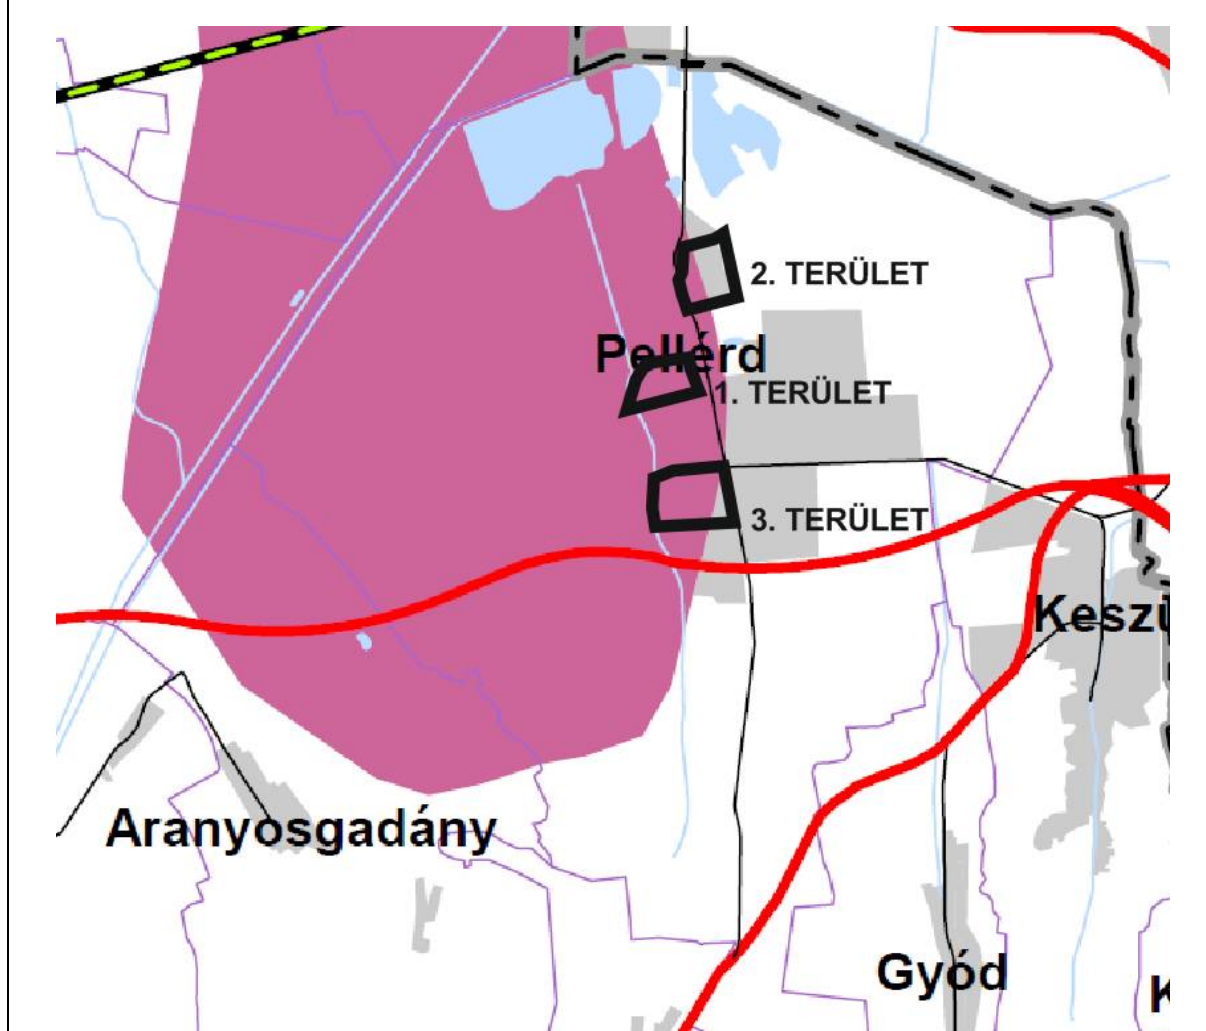 2. TERÜLET
Pellérd
1. TERÜLET
3. TERÜLET
Aranyosgadány
Gyód